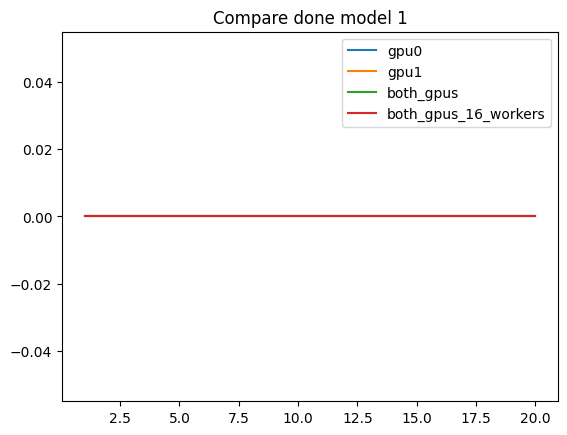 Compare done model 1
gpu0
gpu1
both_gpus
both_gpus_16_workers
0.04
0.02
0.00
−0.02
−0.04
2.5 5.0 7.5 10.0 12.5 15.0 17.5 20.0